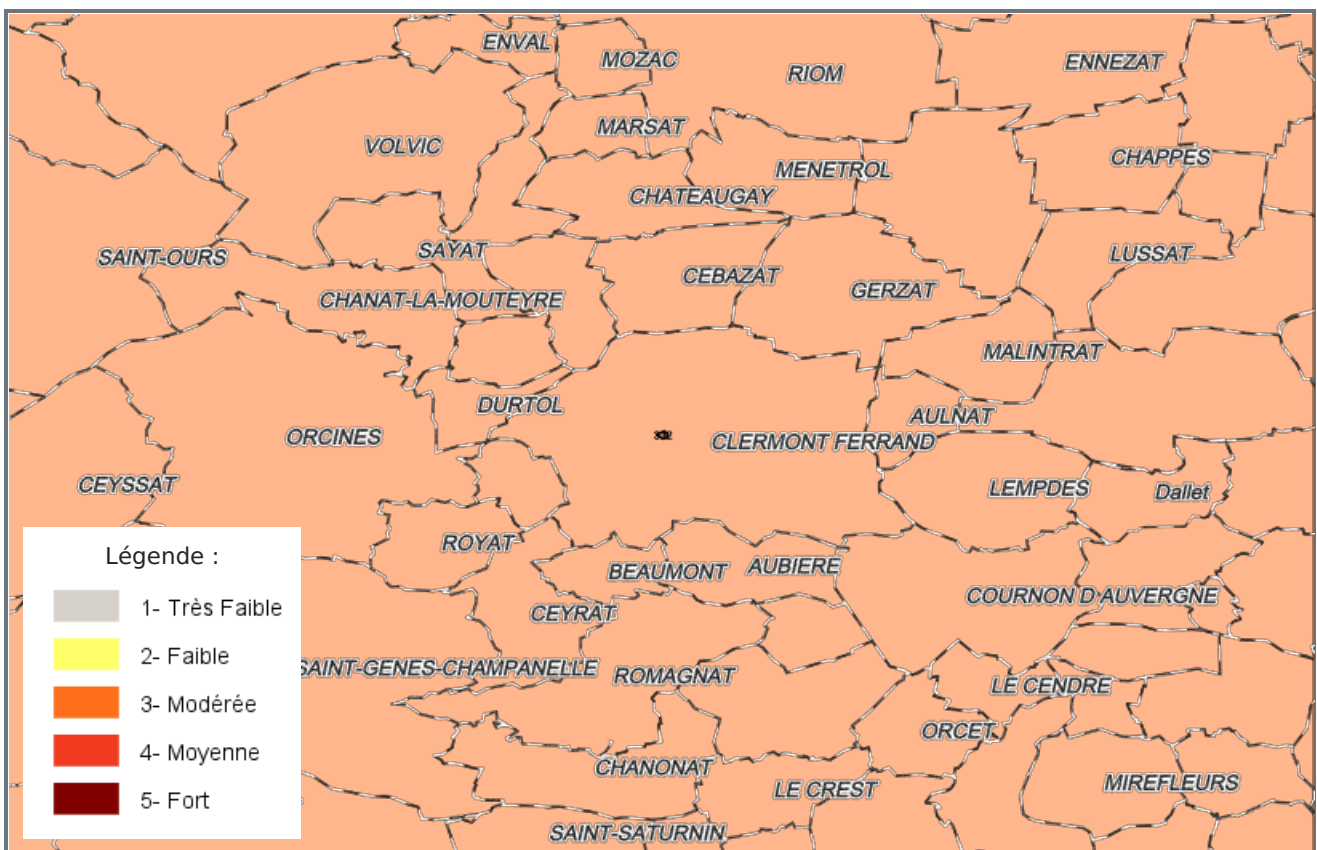 ENVAL
MOZAC
RIOM
ENNEZAT
VOLVIC
MARSAT
CHAPPES
MENETROL
CHATEAUGAY
SAINT-OURS
SAYAT
LUSSAT
CEBAZAT
GERZAT
CHANAT-LA-MOUTEYRE
MALINTRAT
DURTOL
AULNAT
ORCINES
CLERMONT FERRAND
CEYSSAT
LEMPDES
Dallet
ROYAT
BEAUMONT
AUBIERE
COURNON D AUVERGNE
CEYRAT
SAINT-GENES-CHAMPANELLE
ROMAGNAT
LE CENDRE
ORCET
CHANONAT
LE CREST
MIREFLEURS
SAINT-SATURNIN
Légende :
1- Très Faible
2- Faible
3- Modérée
4- Moyenne
5- Fort